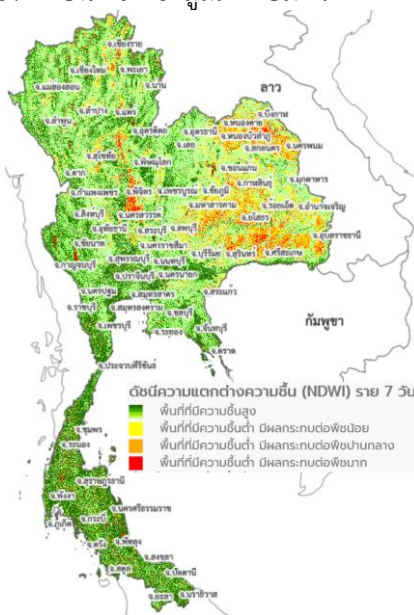 จ.เชียงราย
จ.เชียงใหม่ จ.พะเยา
จ.แม่ฮ่องสอน จ.น่าน
ลาว
จ.ลำปาง จ.แพร่
จ.บึงกาฬ
จ.ลำพูน จ.อุตรดิตถ์ จ.อุดรธานี จ.หนองคาย
จ.เลย จ.หนองบัวลำภู
จ.สุโขทัย จ.สกลนคร จ.นครพนม
จ.ตาก จ.พิษณุโลก จ.ขอนแก่น
จ.กำแพงเพชร จ.พิจิตร จ.เพชรบูรณ์ จ.ชัยภูมิ จ.กาฬสินธุ์ จ.มุกดาหาร
จ.สิงห์บุรี จ.นครสวรรค์ จ.มหาสารคาม จ.ร้อยเอ็ด จ.อำนาจเจริญ
จ.อุทัยธานี จ.สระบุรี จ.ลพบุรี จ.ยโสธร
จ.ชัยนาท จ.นครราชสีมา จ.อุบลราชธานี
จ.กาญจนบุรี จ.สุพรรณบุรี จ.นนทบุรี จ.บุรีรัมย์ จ.สุรินทร์ จ.ศรีสะเกษ
จ.ปราจีนบุรี จ.นครนายก
จ.นครปฐม จ.สมุทรสาคร จ.สระแก้ว
จ.ราชบุรี จ.สมุทรสงคราม จ.ชลบุรี
จ.เพชรบุรี จ.ระยอง จ.จันทบุรี
กัมพูชา
จ.ตราด
จ.ประจวบคีรีขันธ์
ดัชนีความแตกต่างความชื้น (NDWI) ราย 7 วัน
พื้นที่ที่มีความชื้นสูง
พื้นที่ที่มีความชื้นต่ำ มีผลกระทบต่อพืชน้อย
พื้นที่ที่มีความชื้นต่ำ มีผลกระทบต่อพืชปานกลาง
พื้นที่ที่มีความชื้นต่ำ มีผลกระทบต่อพืชมาก
จ.ชุมพร
จ.ระนอง
จ.สุราษฎร์ธานี
จ.พังงา
จ.นครศรีธรรมราช
จ.ภูเก็ต จ.กระบี่
จ.ตรัง จ.พัทลุง
จ.สงขลา
จ.สตูล จ.ปัตตานี
จ.ยะลา จ.นราธิวาส